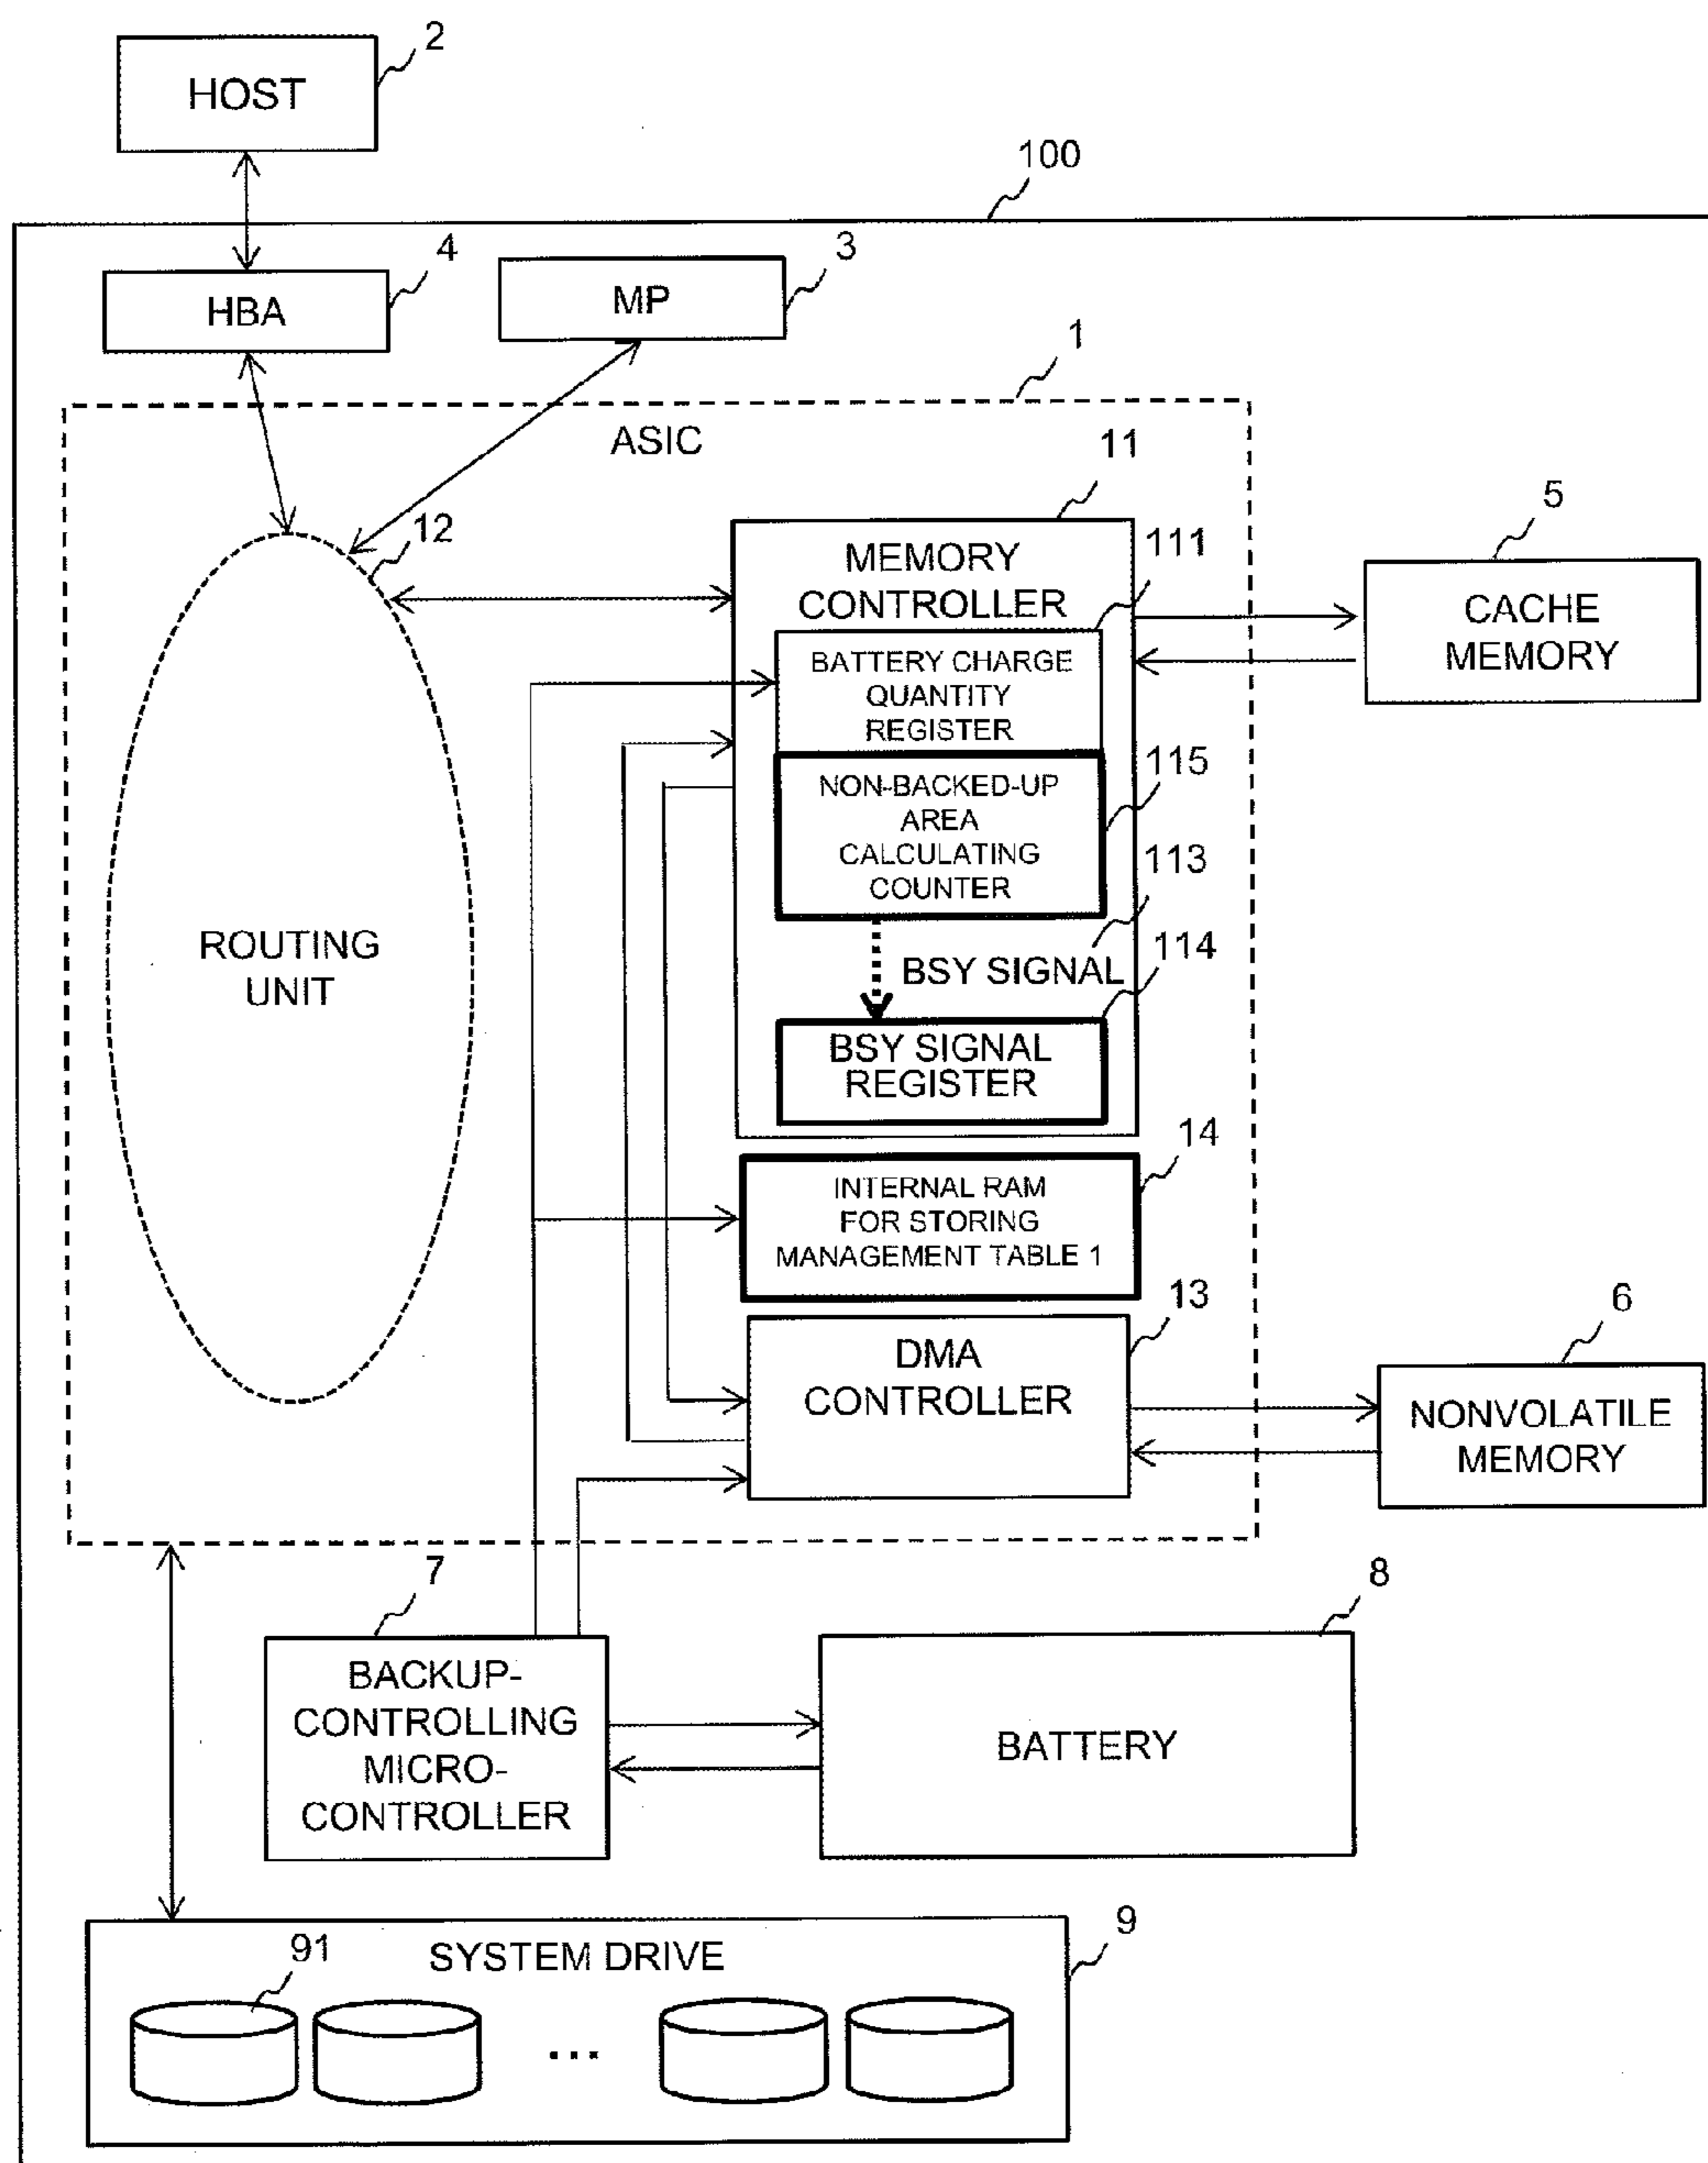 2
HOST
100
4
3
HBA
MP
1
ASIC
11
12
5
MEMORY
CONTROLLER
111
CACHE
MEMORY
BATTERY CHARGE
QUANTITY
REGISTER
115
NON-BACKED-UP
AREA
CALCULATING
COUNTER
113
ROUTING
UNIT
BSY SIGNAL
114
BSY SIGNAL
REGISTER
14
INTERNAL RAM
FOR STORING
MANAGEMENT TABLE 1
13
6
DMA
CONTROLLER
NONVOLATILE
MEMORY
7
8
BACKUP-
CONTROLLING
MICRO-
CONTROLLER
BATTERY
9
91
SYSTEM DRIVE
...